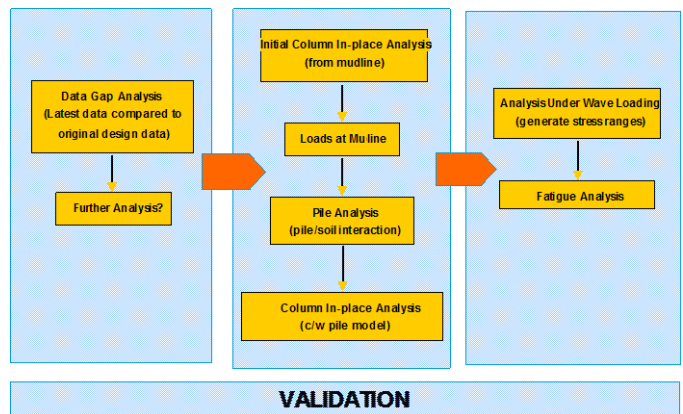 Data Gap Analysis
(Latest data compared to
original design data)
Further Analysis?
Initial Column In-place Analysis
(from mudline)
Loads at Muline
Pile Analysis
(pile/soil interaction)
Column In-place Analysis
(c/w pile model)
Analysis Under Wave Loading
(generate stress ranges)
Fatigue Analysis
VALIDATION